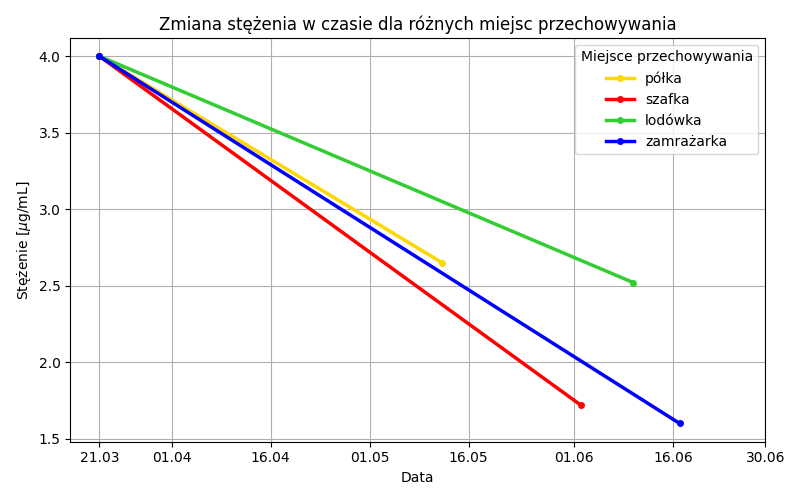 Zmiana stężenia w czasie dla różnych miejsc przechowywania
Stężenie [μg/mL]
4.0
3.5
3.0
2.5
2.0
1.5
Miejsce przechowywania
półka
szafka
lodówka
zamrażarka
21.03 01.04 16.04 01.05 16.05 01.06 16.06 30.06
Data